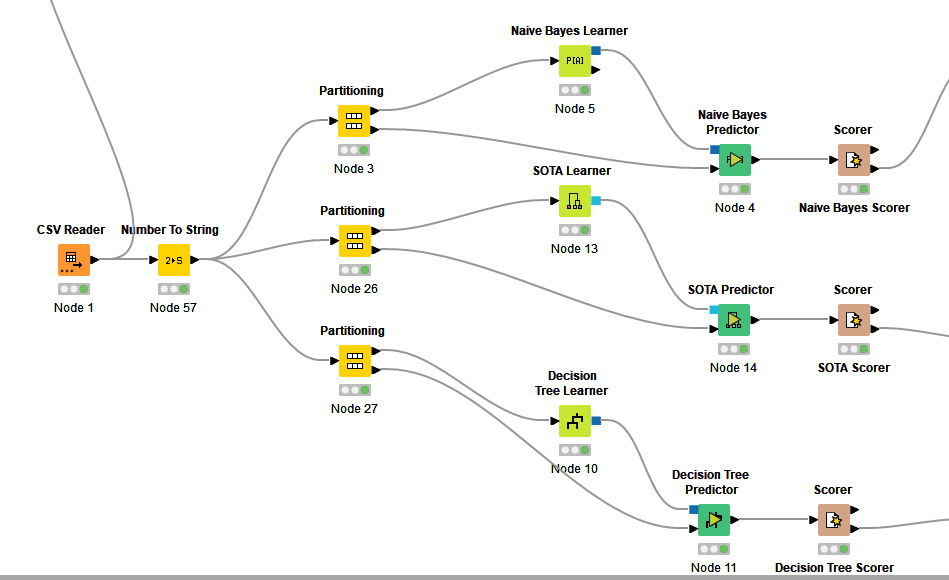 Naive Bayes Learner
P[A]
Node 5
Partitioning
Node 3
Naive Bayes
Predictor
Node 4
Scorer
Naive Bayes Scorer
SOTA Learner
Node 13
Partitioning
Node 26
CSV Reader
Node 1
Number To String
2▸S
Node 57
SOTA Predictor
Node 14
Scorer
SOTA Scorer
Partitioning
Node 27
Decision
Tree Learner
Node 10
Decision Tree
Predictor
Node 11
Scorer
Decision Tree Scorer